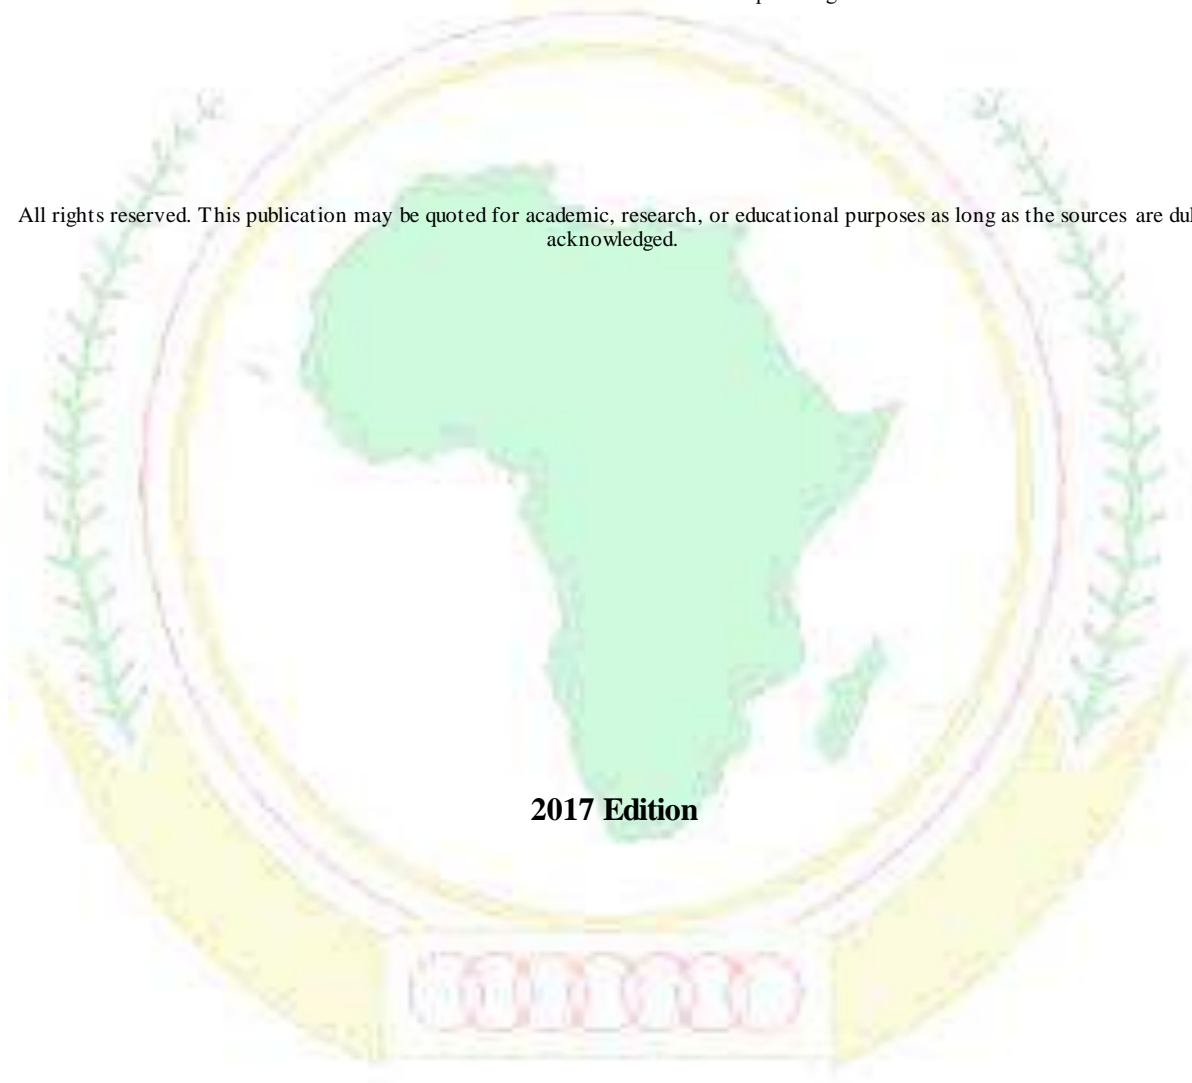 All rights reserved. This publication may be quoted for academic, research, or educational purposes as long as the sources are
acknowledged.
2017 Edition